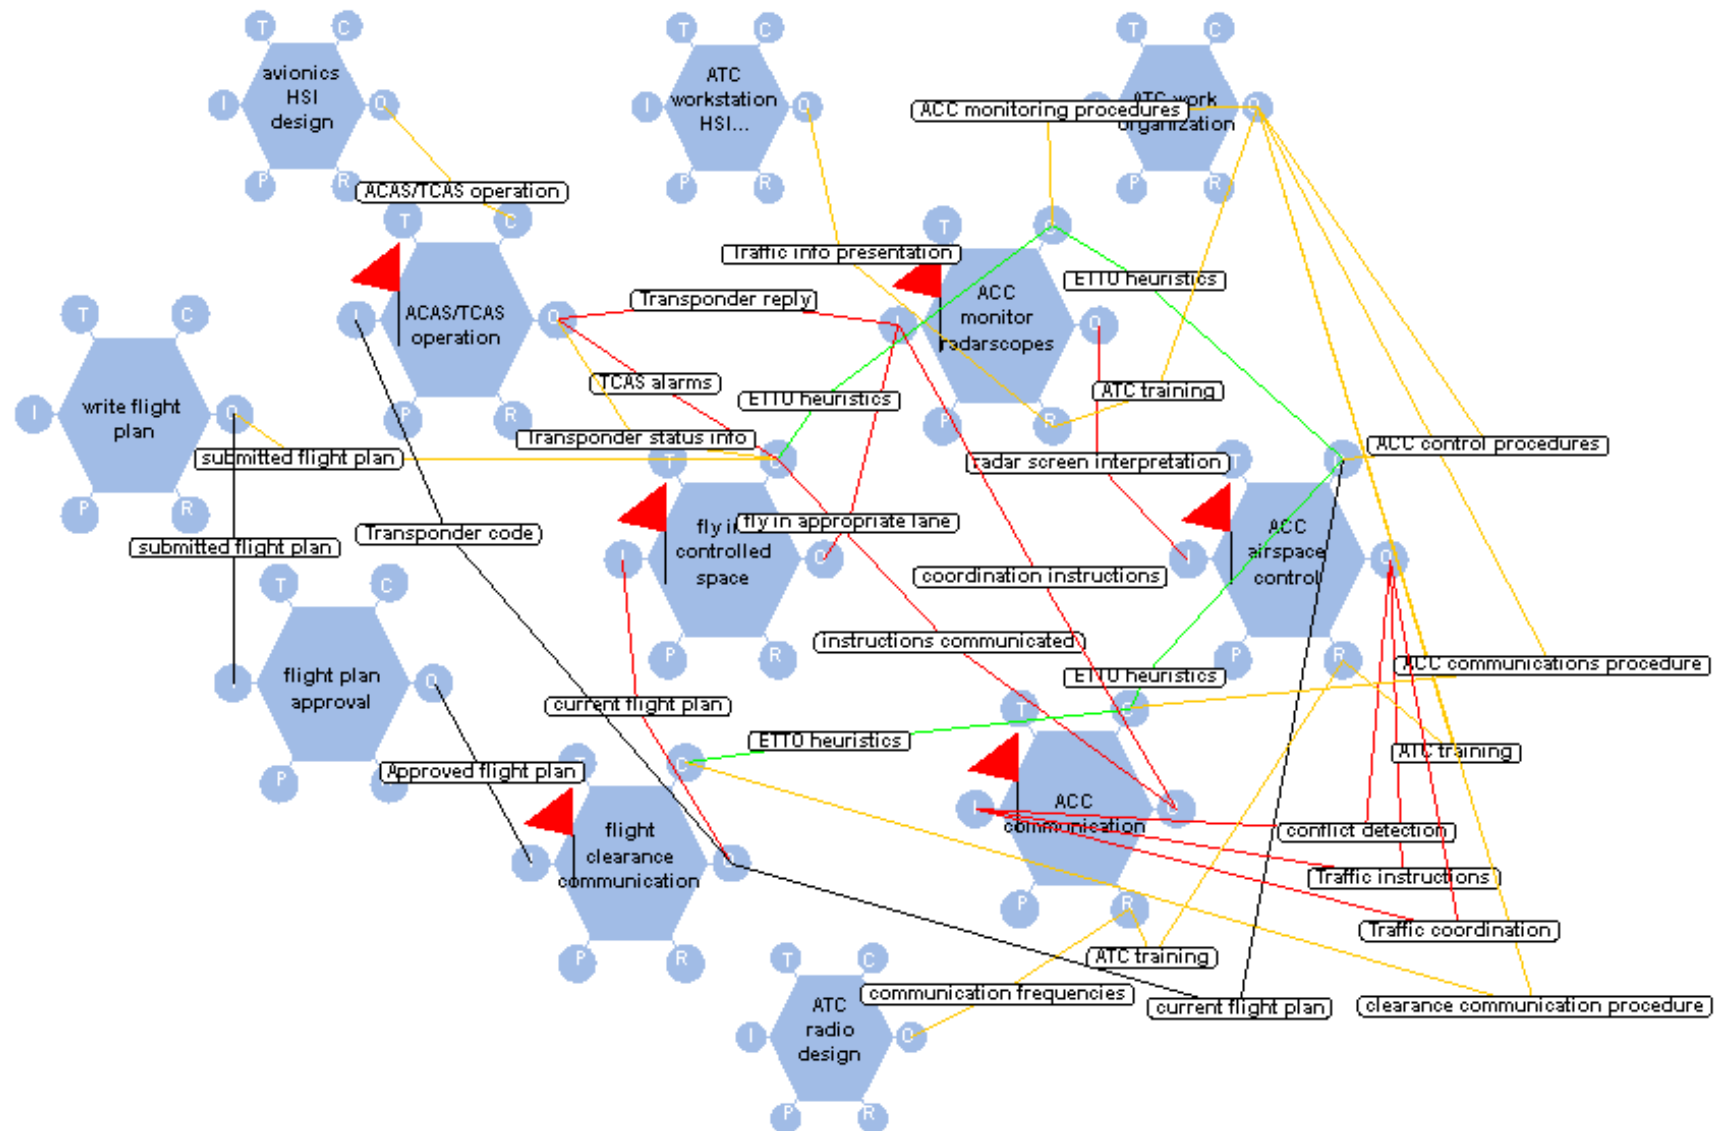 T
C
T
C
T
C
avionics
HSI
design
ATC
workstation
HSI...
ATC work
organization
I
O
I
O
O
ACC monitoring procedures
P
R
P
R
P
R
ACAS/TCAS operation
T
C
T
C
Traffic info presentation
ETTO heuristics
Transponder reply
ACAS/TCAS
operation
ACC
monitor
radarscopes
I
O
I
O
T
C
TCAS alarms
ETTO heuristics
ATC training
write flight
plan
I
O
P
R
P
R
Transponder status info
ACC control procedures
submitted flight plan
radar screen interpretation
T
C
T
C
P
R
Transponder code
fly in appropriate lane
fly in
controlled
space
ACC
airspace
control
submitted flight plan
I
O
I
O
coordination instructions
T
C
instructions communicated
P
R
P
R
ACC communications procedure
flight plan
approval
ETTO heuristics
O
current flight plan
T
C
ETTO heuristics
ATC training
Approved flight plan
C
P
ACC
communication
I
O
conflict detection
flight
clearance
communication
Traffic instructions
P
R
Traffic coordination
P
R
T
C
ATC training
communication frequencies
current flight plan
clearance communication procedure
ATC
radio
design
I
O
P
R